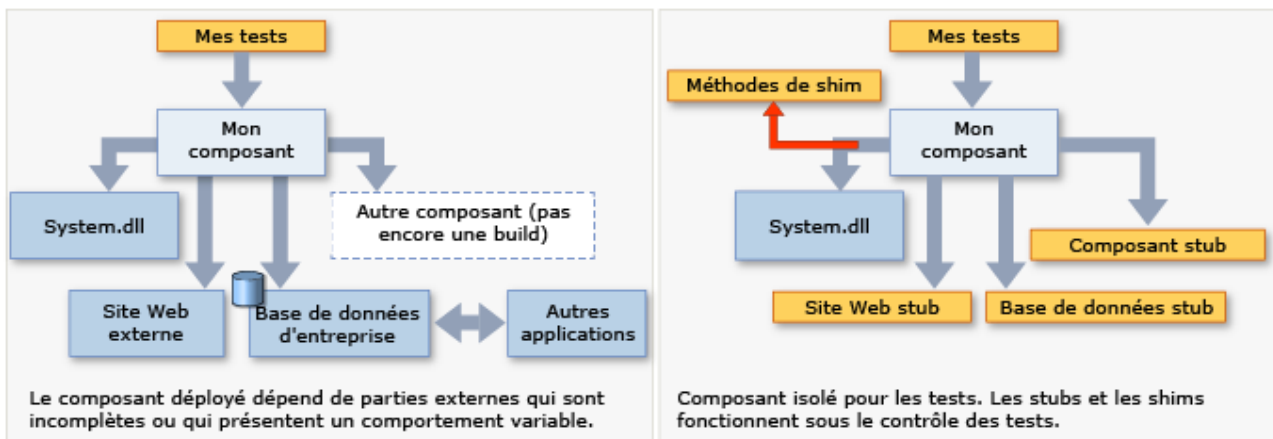 Mes tests
Mon
composant
System.dll
Autre composant (pas
encore une build)
Site Web
externe
Base de données
d'entreprise
Autres
applications
Le composant déployé dépend de parties externes qui sont
incomplètes ou qui présentent un comportement variable.
Mes tests
Méthodes de shim
Mon
composant
System.dll
Composant stub
Site Web stub
Base de données stub
Composant isolé pour les tests. Les stubs et les shims
fonctionnent sous le contrôle des tests.